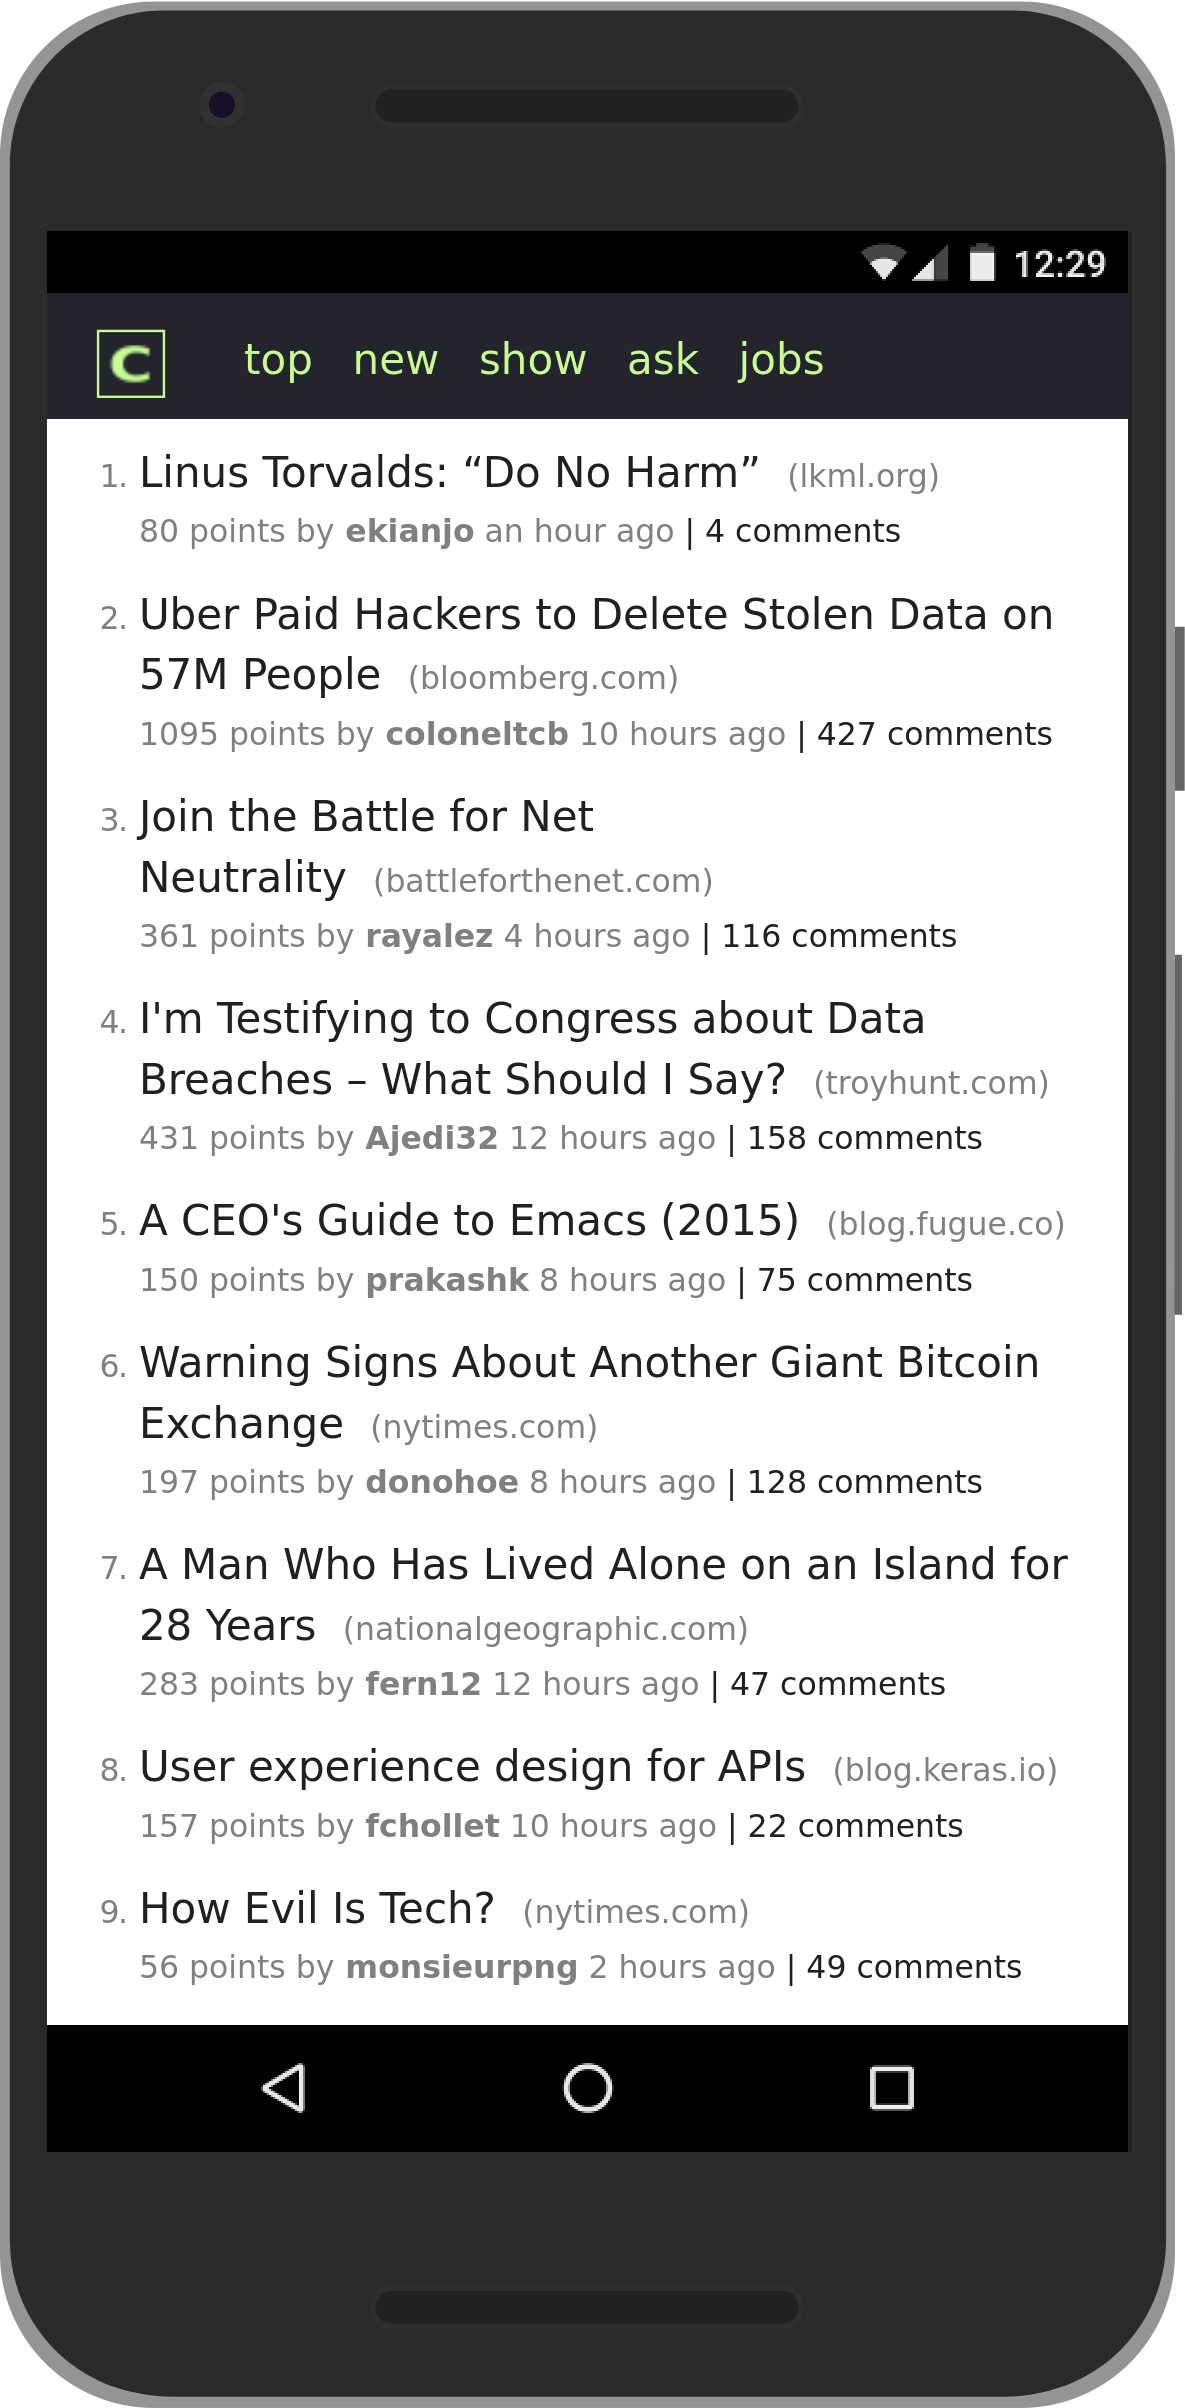 12:29
C top new show ask jobs
1. Linus Torvalds: “Do No Harm” (lkml.org)
80 points by ekianjo an hour ago | 4 comments
2. Uber Paid Hackers to Delete Stolen Data on
57M People (bloomberg.com)
1095 points by coloneltcb 10 hours ago | 427 comments
3. Join the Battle for Net
Neutrality (battleforthenet.com)
361 points by rayalez 4 hours ago | 116 comments
4. I'm Testifying to Congress about Data
Breaches – What Should I Say? (troyhunt.com)
431 points by Ajedi32 12 hours ago | 158 comments
5. A CEO's Guide to Emacs (2015) (blog.fugue.co)
150 points by prakashk 8 hours ago | 75 comments
6. Warning Signs About Another Giant Bitcoin
Exchange (nytimes.com)
197 points by donohoe 8 hours ago | 128 comments
7. A Man Who Has Lived Alone on an Island for
28 Years (nationalgeographic.com)
283 points by fern12 12 hours ago | 47 comments
8. User experience design for APIs (blog.keras.io)
157 points by fchollet 10 hours ago | 22 comments
9. How Evil Is Tech? (nytimes.com)
56 points by monsieurpng 2 hours ago | 49 comments